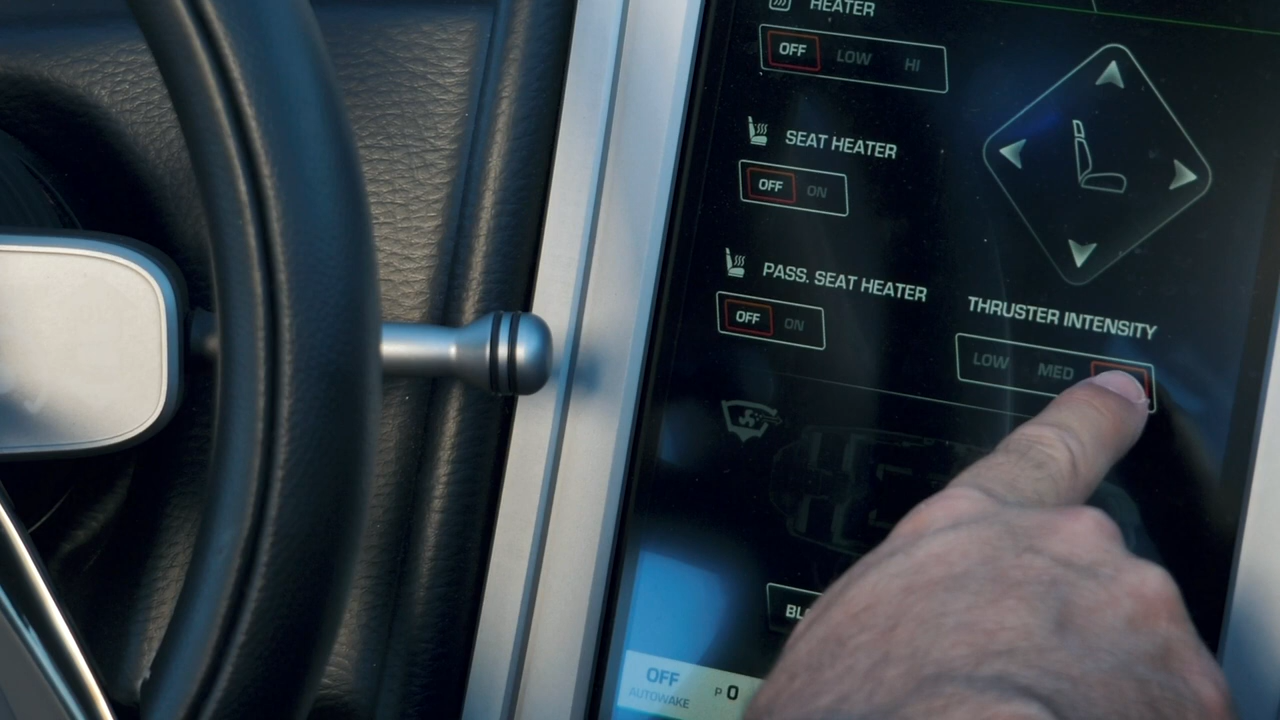 HEATER
OFF LOW HI
SEAT HEATER
OFF ON
PASS. SEAT HEATER
OFF ON
THRUSTER INTENSITY
LOW MED
OFF
AUTOWAKE
P 0